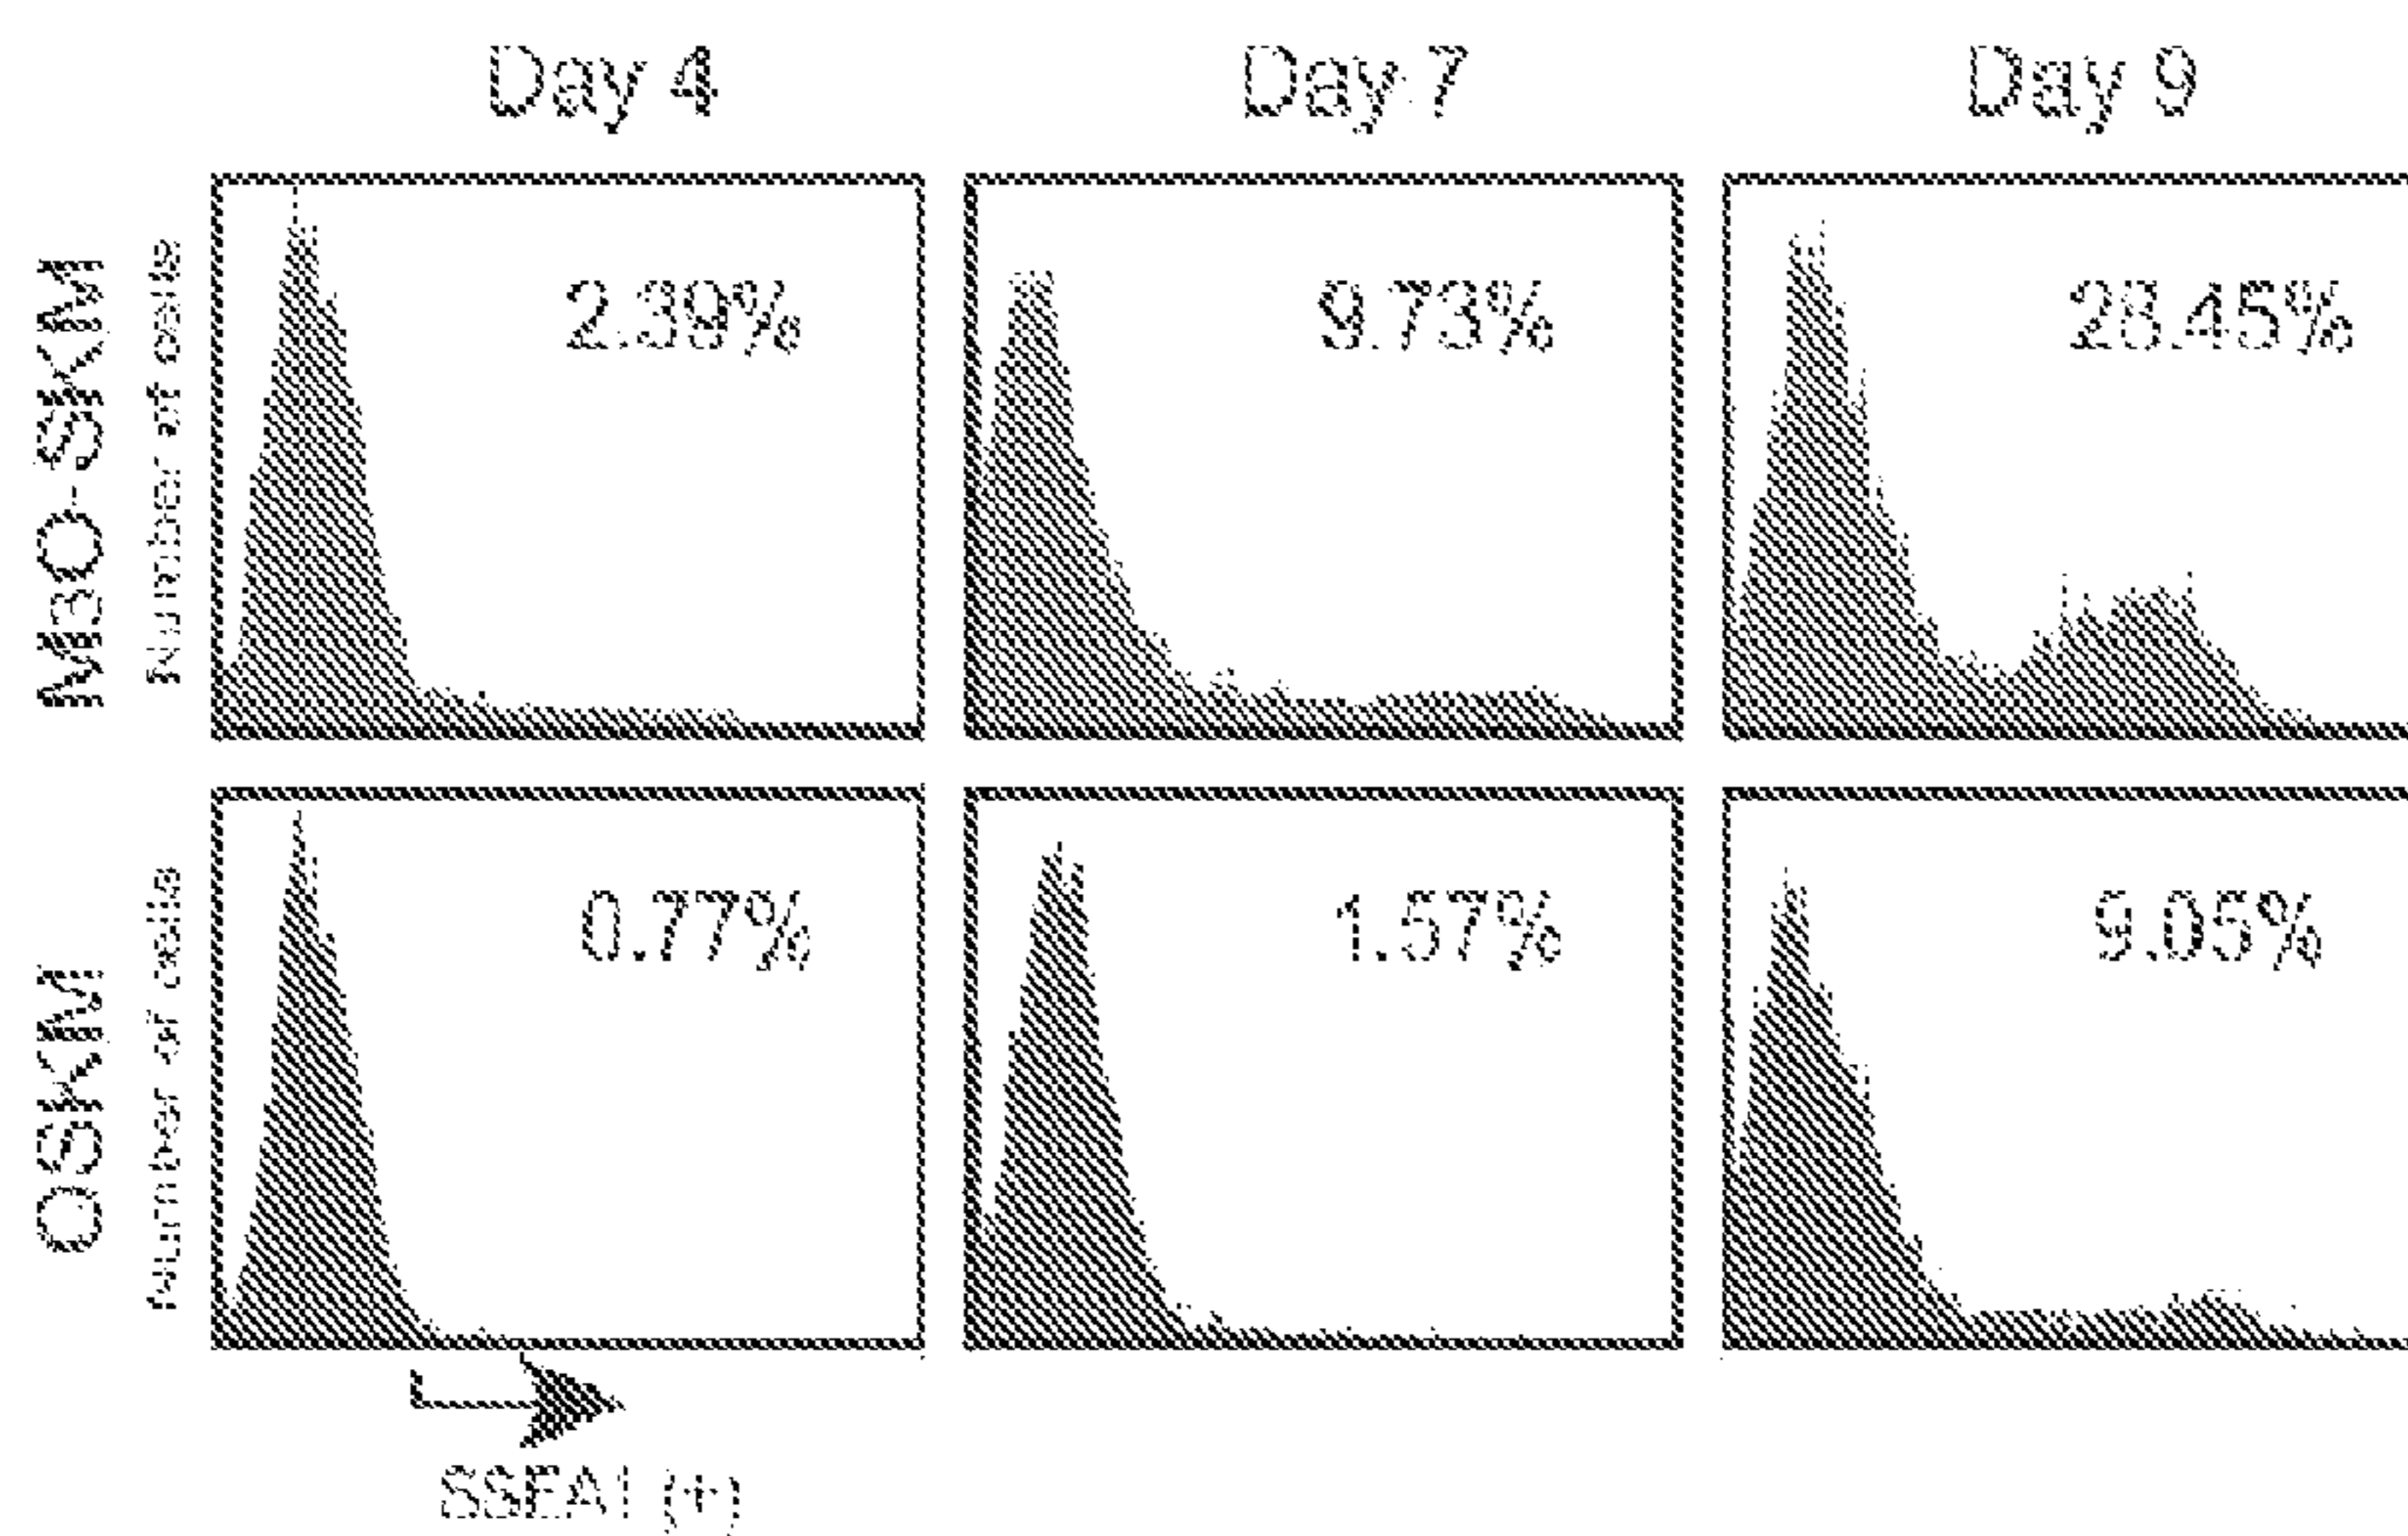 Day 4 Day 7 Day 9
M3O-SKM
Number of cells
2.39% 9.73% 28.45%
OSKM
Number of cells
0.77% 1.57% 9.05%
SSEA1 (+)